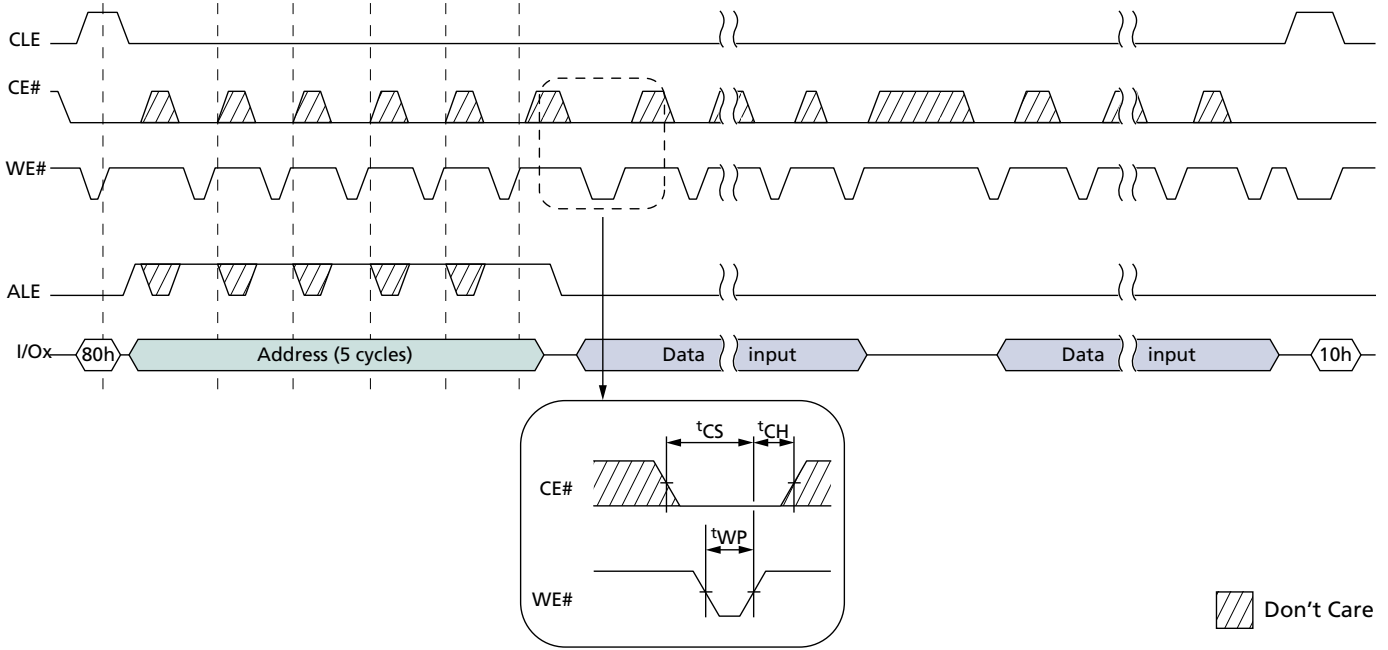 CLE
CE#
WE#
ALE
I/Ox
80h
Address (5 cycles)
Data input
Data input
10h
tCS
tCH
CE#
tWP
WE#
Don't Care